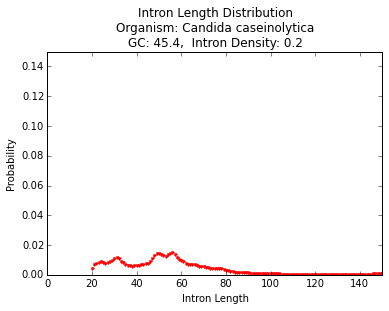 Intron Length Distribution
Organism: Candida caseinolytica
GC: 45.4,  Intron Density: 0.2
Probability
0.14
0.12
0.10
0.08
0.06
0.04
0.02
0.00
0 20 40 60 80 100 120 140
Intron Length